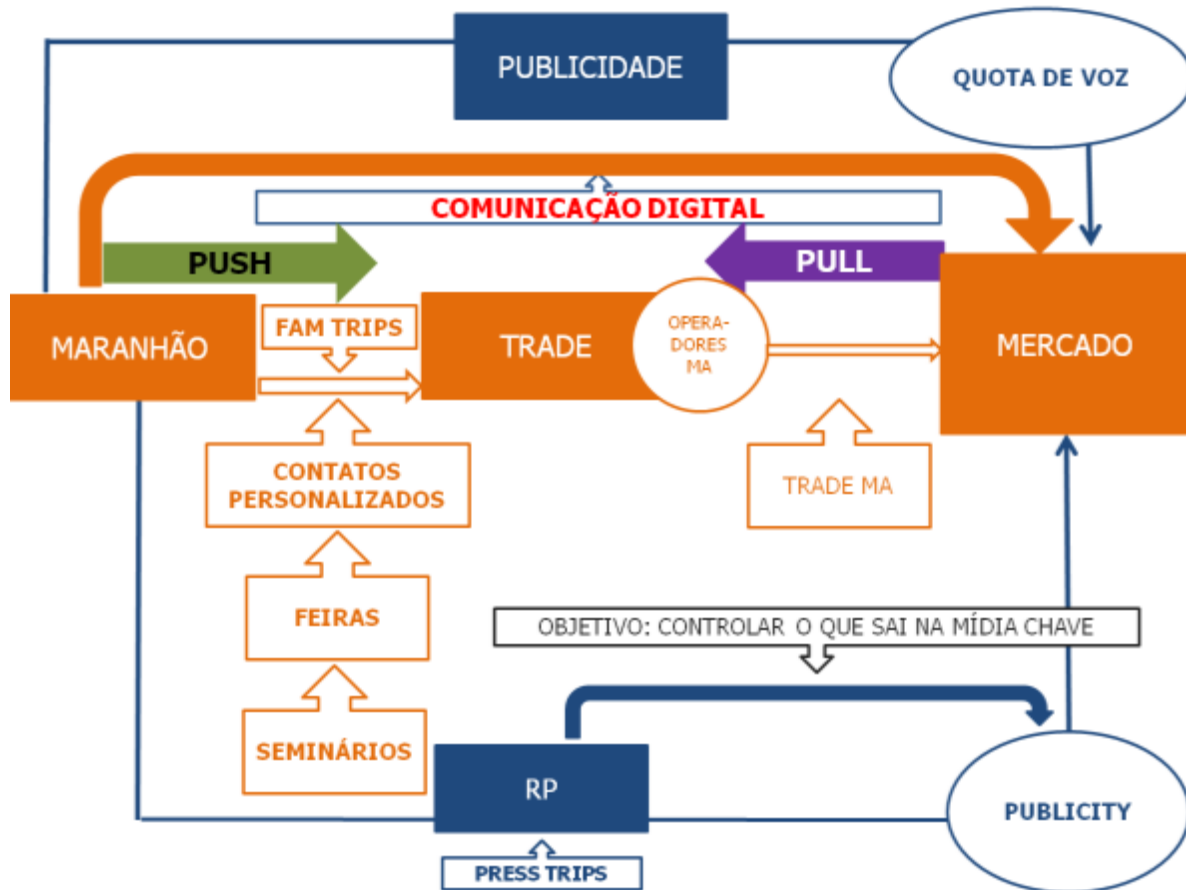 PUBLICIDADE
QUOTA DE VOZ
COMUNICAÇÃO DIGITAL
PUSH
PULL
MARANHÃO
FAM TRIPS
TRADE
OPERA-
DORES
MA
MERCADO
CONTATOS
PERSONALIZADOS
TRADE MA
FEIRAS
OBJETIVO: CONTROLAR O QUE SAI NA MÍDIA CHAVE
SEMINÁRIOS
RP
PUBLICITY
PRESS TRIPS